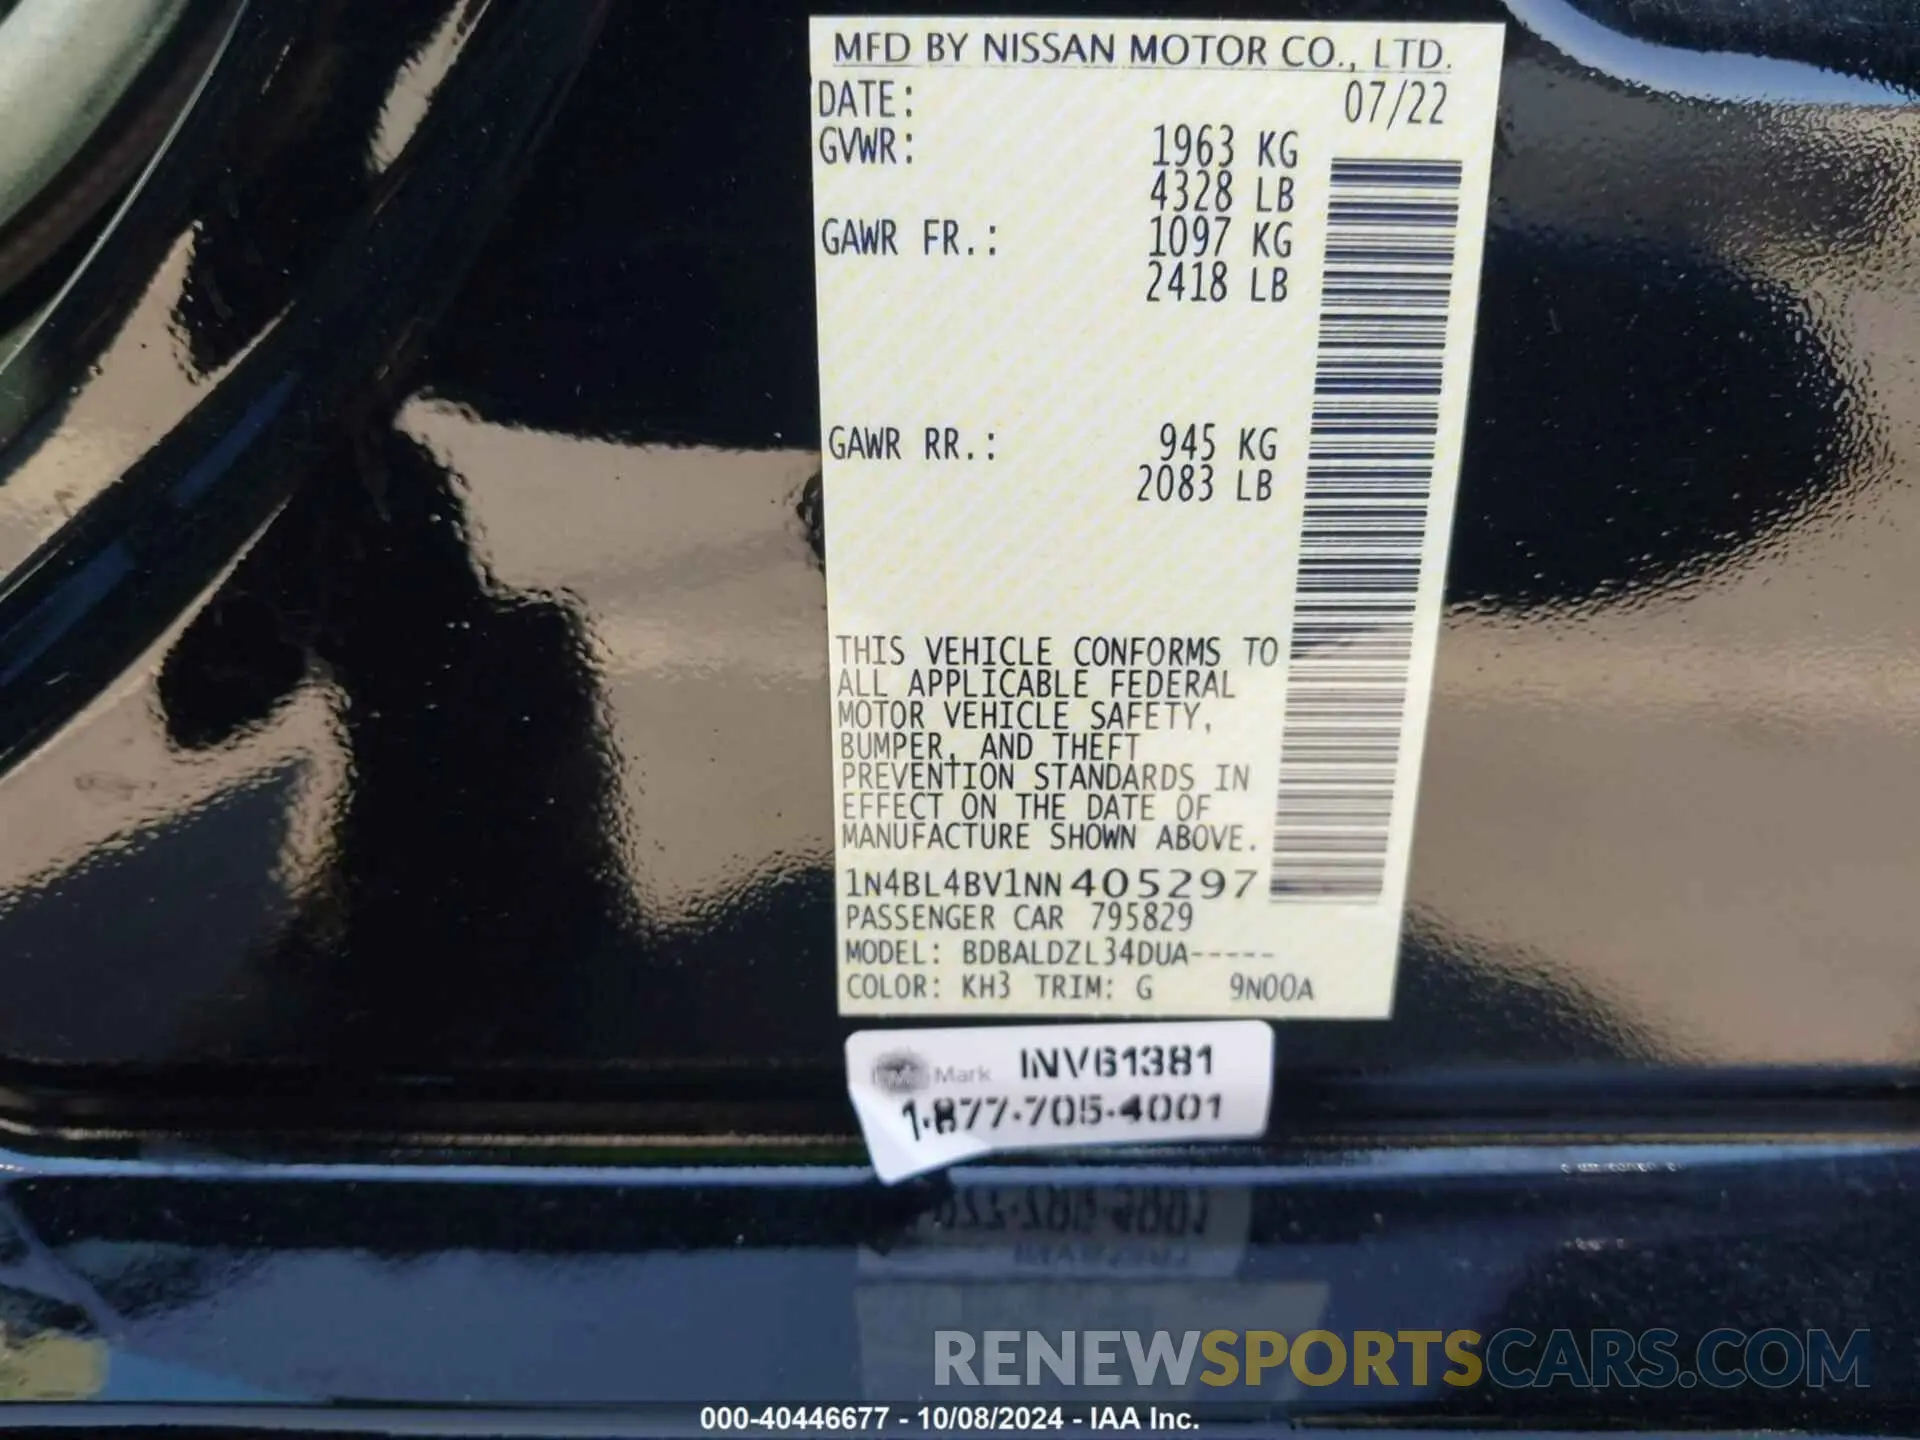 MFD BY NISSAN MOTOR CO., LTD.
DATE: 07/22
GVWR: 1963 KG
4328 LB
GAWR FR.: 1097 KG
2418 LB
GAWR RR.: 945 KG
2083 LB
THIS VEHICLE CONFORMS TO
ALL APPLICABLE FEDERAL
MOTOR VEHICLE SAFETY,
BUMPER, AND THEFT
PREVENTION STANDARDS IN
EFFECT ON THE DATE OF
MANUFACTURE SHOWN ABOVE.
1N4BL4BV1NN405297
PASSENGER CAR 795829
MODEL: BDBALDZL34DUA-----
COLOR: KH3 TRIM: G 9N00A
Mark INV61381
1-877-705-4001
RENEWSPORTSCARS.COM
000-40446677 - 10/08/2024 - IAA Inc.